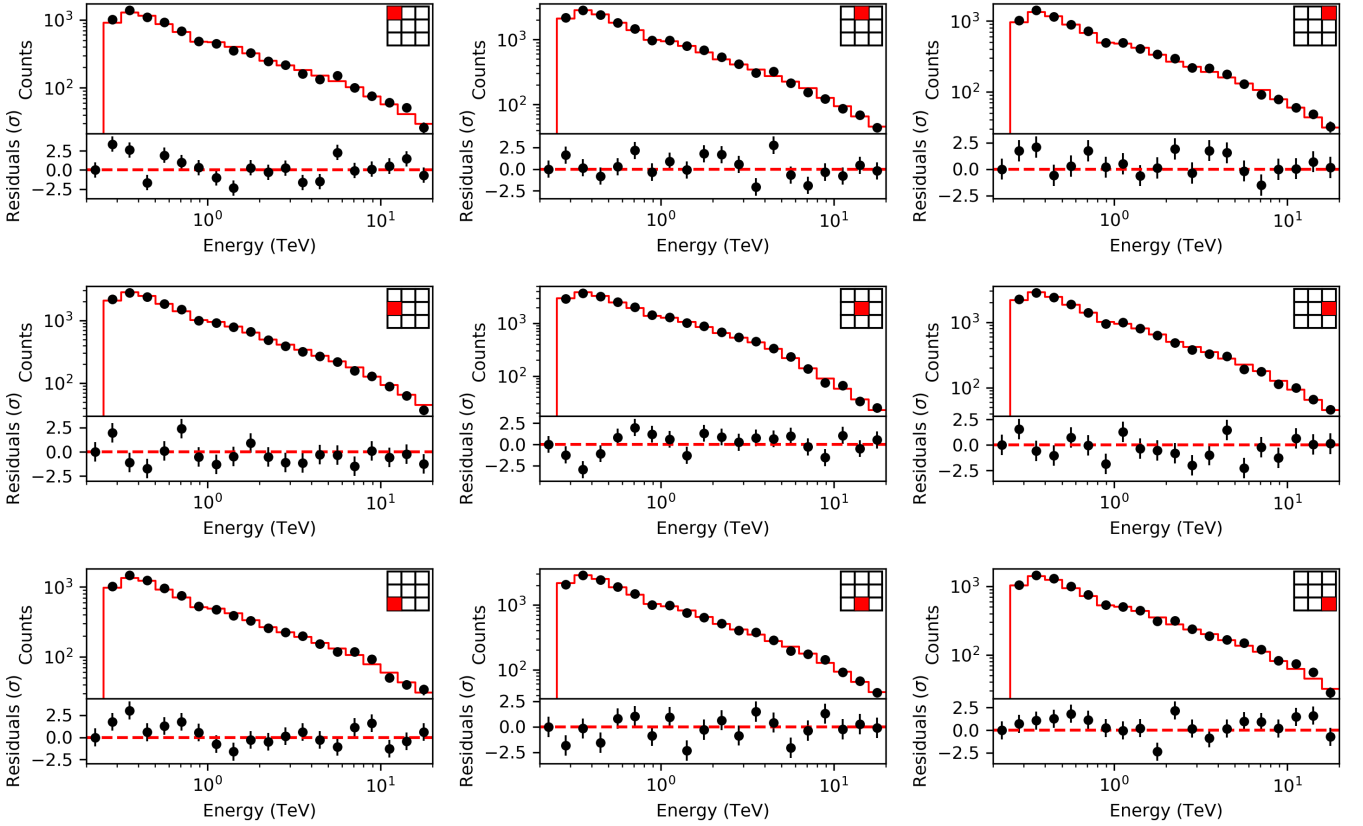 10³
10²
Counts
2.5
0.0
−2.5
Residuals (σ)
10⁰
10¹
Energy (TeV)
10³
10²
Counts
2.5
0.0
−2.5
Residuals (σ)
10⁰
10¹
Energy (TeV)
10³
10²
Counts
2.5
0.0
−2.5
Residuals (σ)
10⁰
10¹
Energy (TeV)
10³
10²
Counts
2.5
0.0
−2.5
Residuals (σ)
10⁰
10¹
Energy (TeV)
10³
10²
Counts
2.5
0.0
−2.5
Residuals (σ)
10⁰
10¹
Energy (TeV)
10³
10²
Counts
2.5
0.0
−2.5
Residuals (σ)
10⁰
10¹
Energy (TeV)
10³
10²
Counts
2.5
0.0
−2.5
Residuals (σ)
10⁰
10¹
Energy (TeV)
10³
10²
Counts
2.5
0.0
−2.5
Residuals (σ)
10⁰
10¹
Energy (TeV)
10³
10²
Counts
2.5
0.0
−2.5
Residuals (σ)
10⁰
10¹
Energy (TeV)